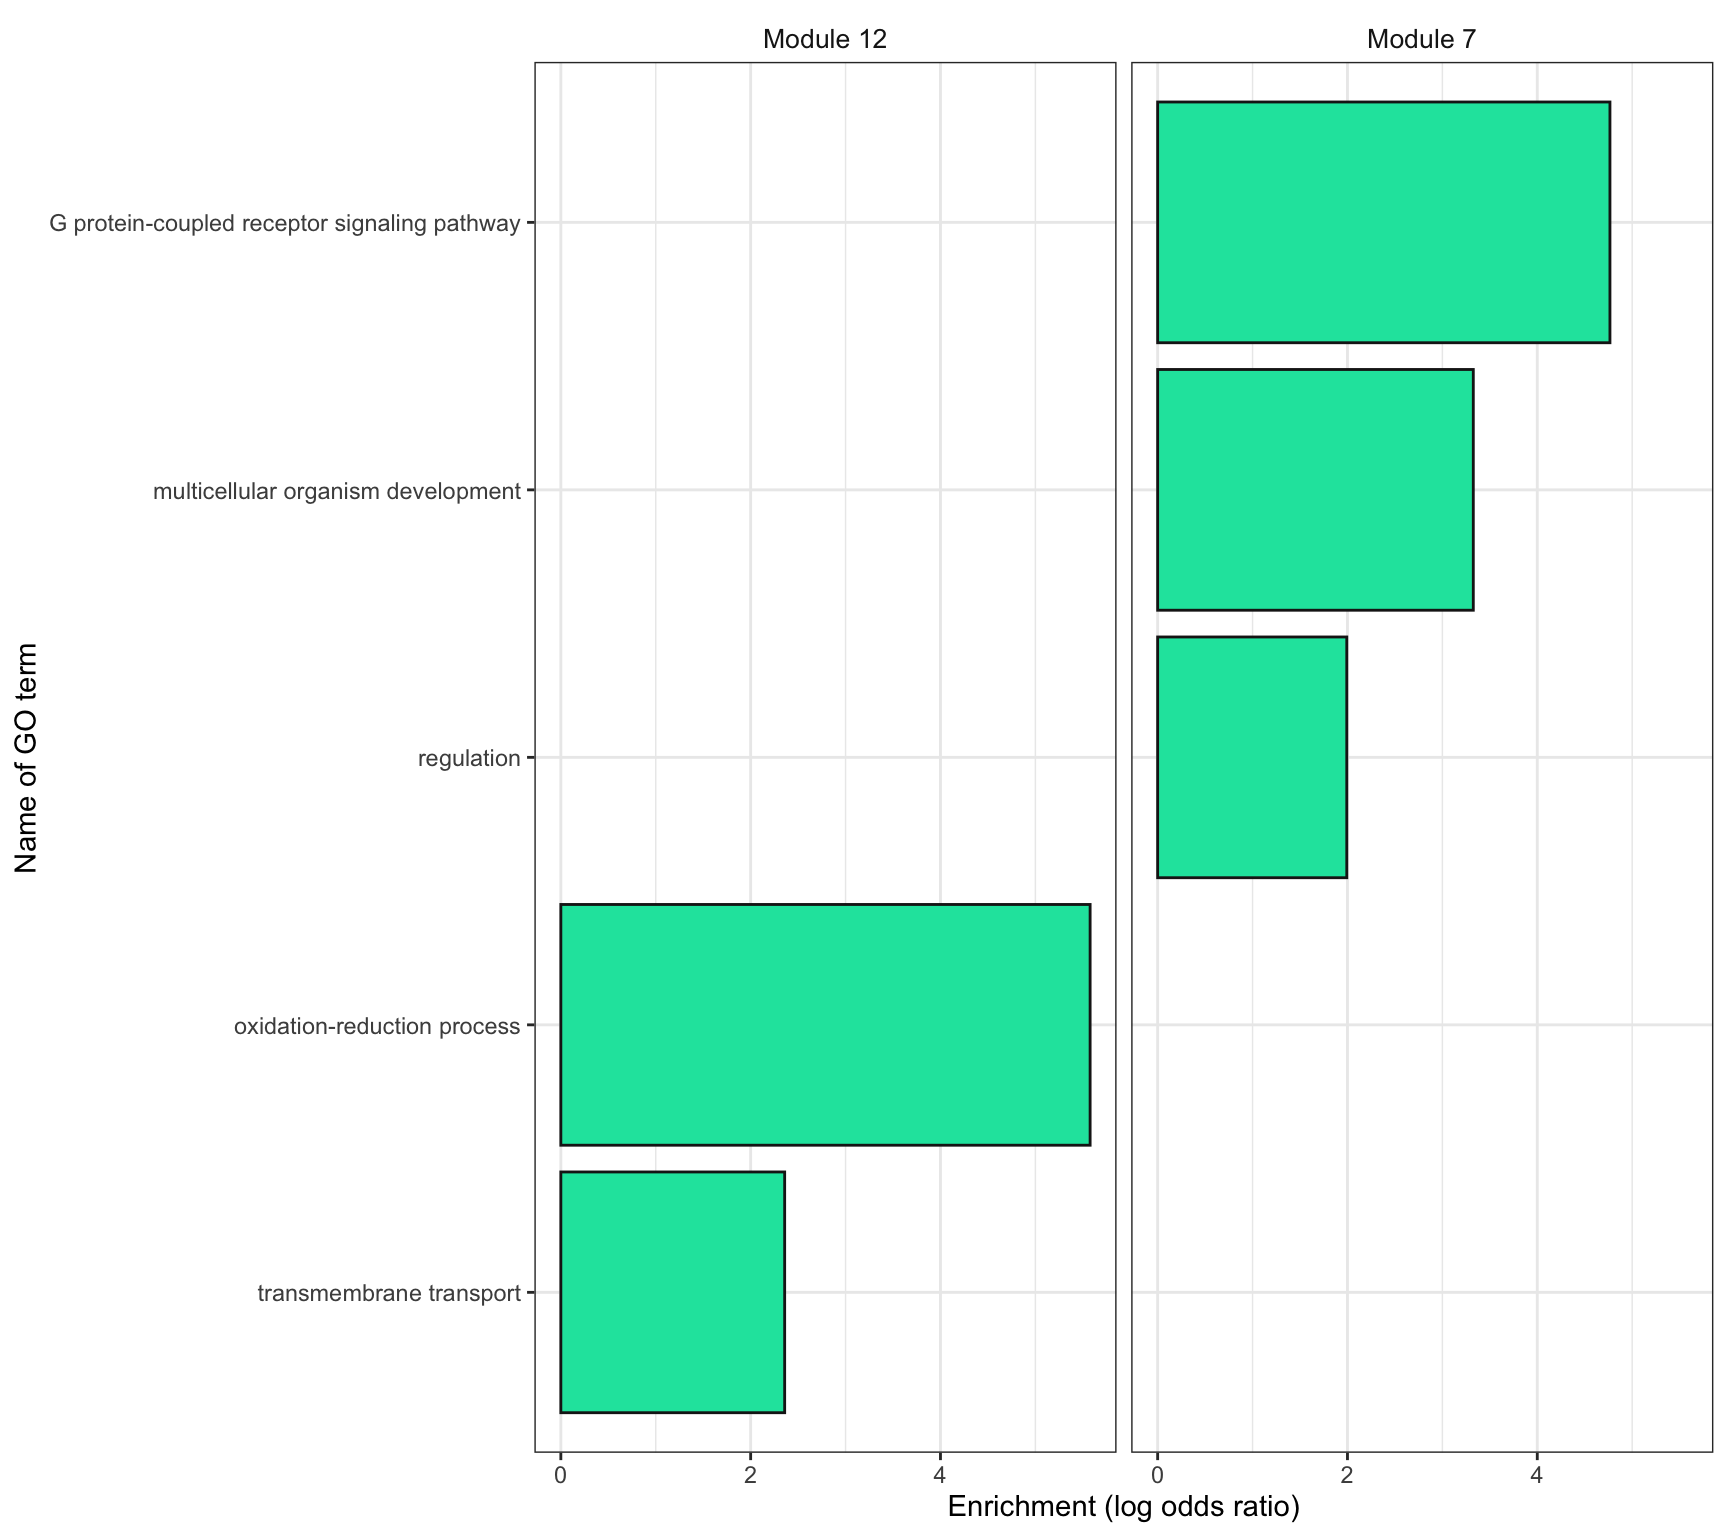 Module 12
Module 7
G protein-coupled receptor signaling pathway
multicellular organism development
regulation
oxidation-reduction process
transmembrane transport
Name of GO term
0 2 4
0 2 4
Enrichment (log odds ratio)